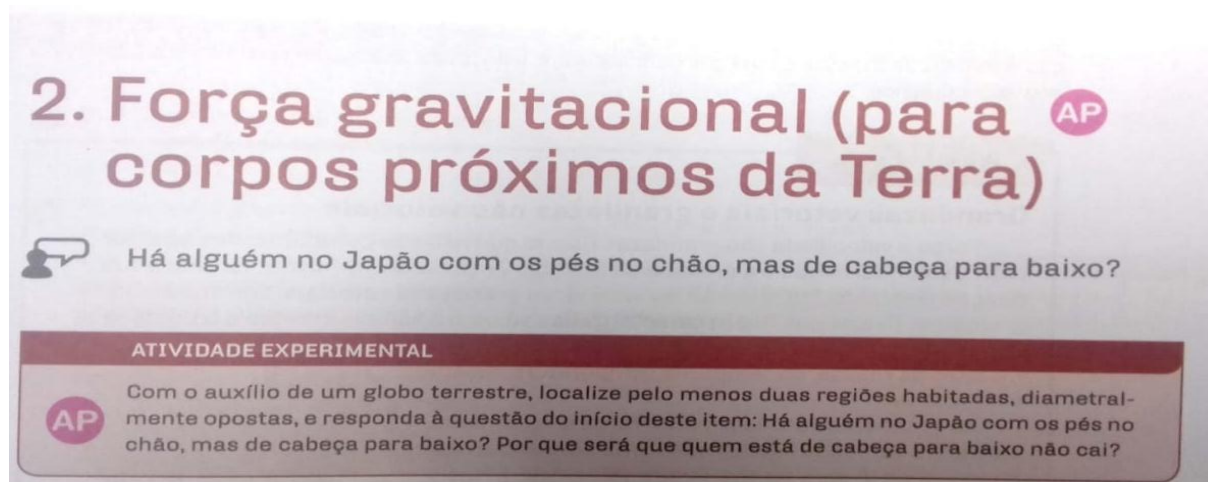 2. Força gravitacional (para AP
corpos próximos da Terra)
Há alguém no Japão com os pés no chão, mas de cabeça para baixo?
ATIVIDADE EXPERIMENTAL
AP
Com o auxílio de um globo terrestre, localize pelo menos duas regiões habitadas, diametral-
mente opostas, e responda à questão do início deste item: Há alguém no Japão com os pés no
chão, mas de cabeça para baixo? Por que será que quem está de cabeça para baixo não cai?